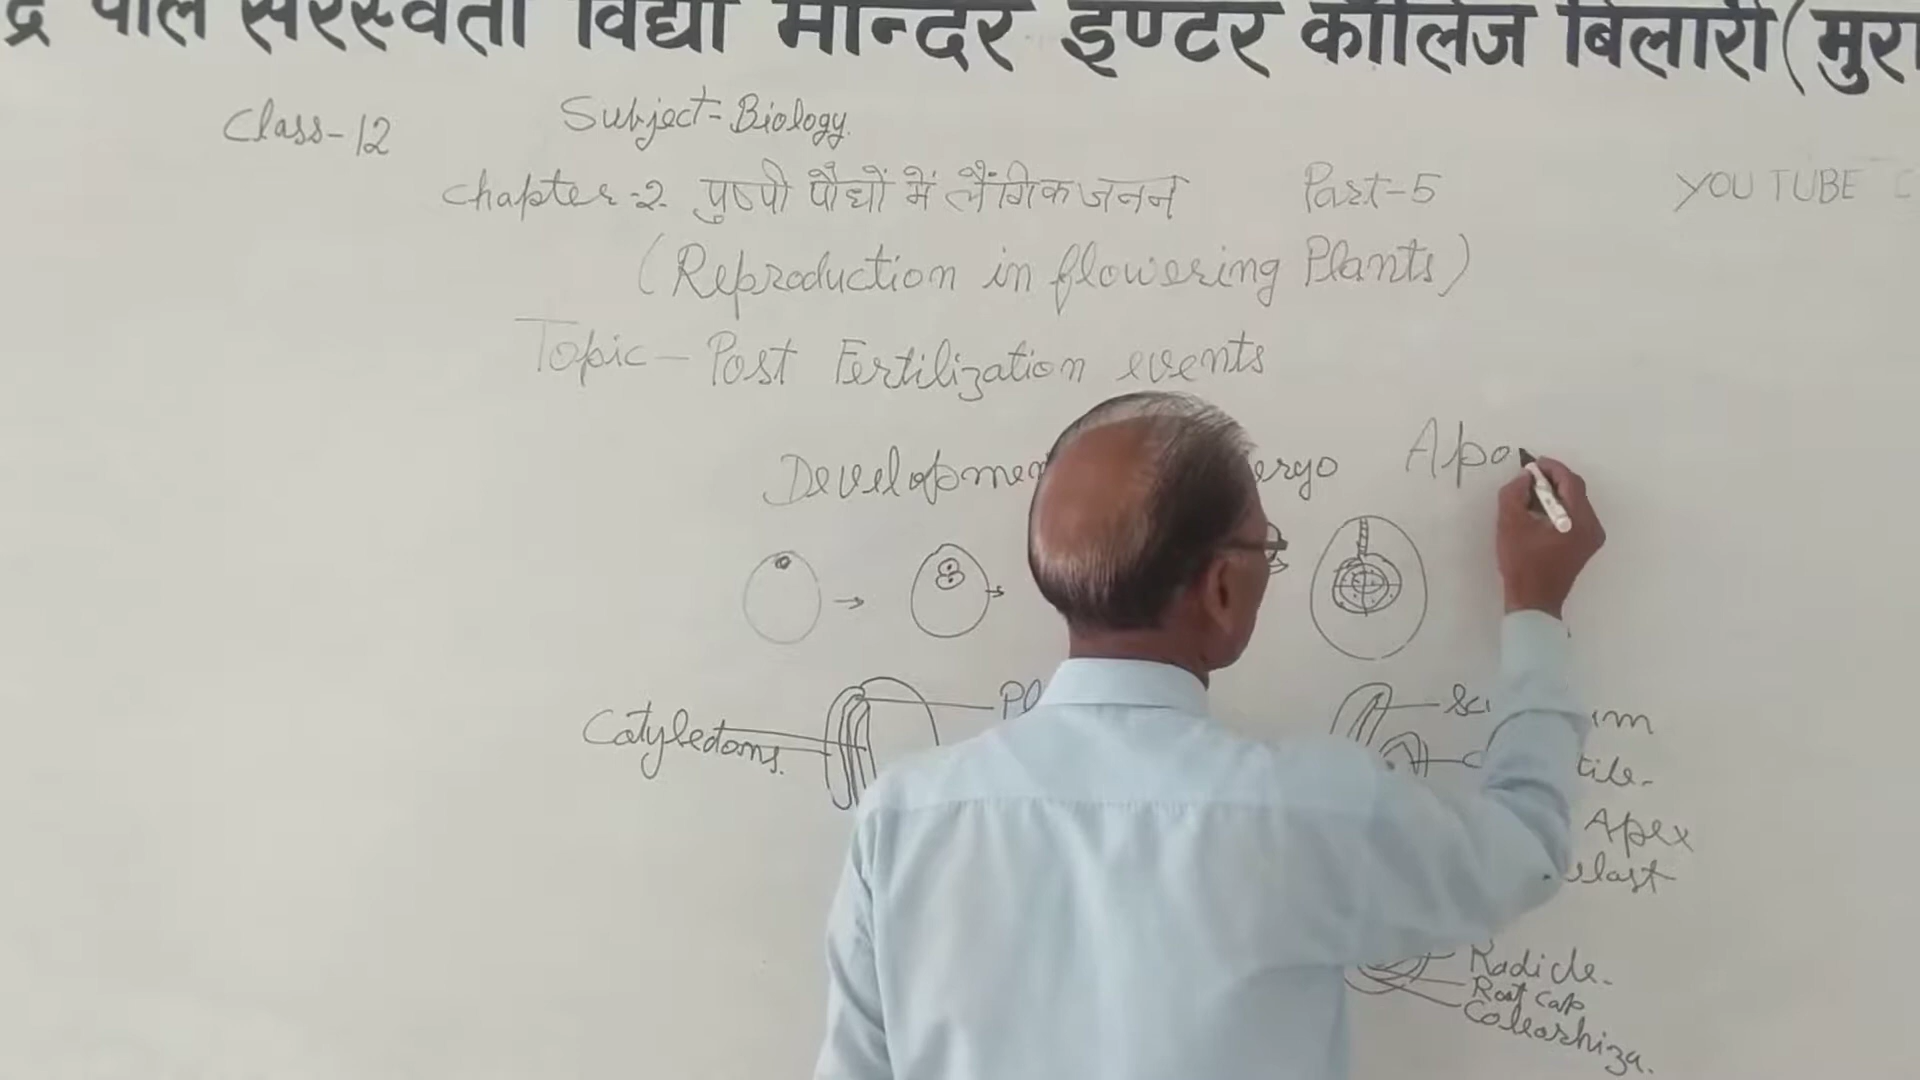 पाल सरस्वती विद्या मन्दिर इण्टर कॉलिज बिलारी (मुरा
Class-12 Subject-Biology.
Chapter-2. पुष्पी पौधों में लैंगिक जनन Part-5 YOU TUBE C
(Reproduction in flowering Plants)
Topic - Post Fertilization events
Apo
Catyledoms.
Apex
Radicle.
Root Cap
Coleorhiza.